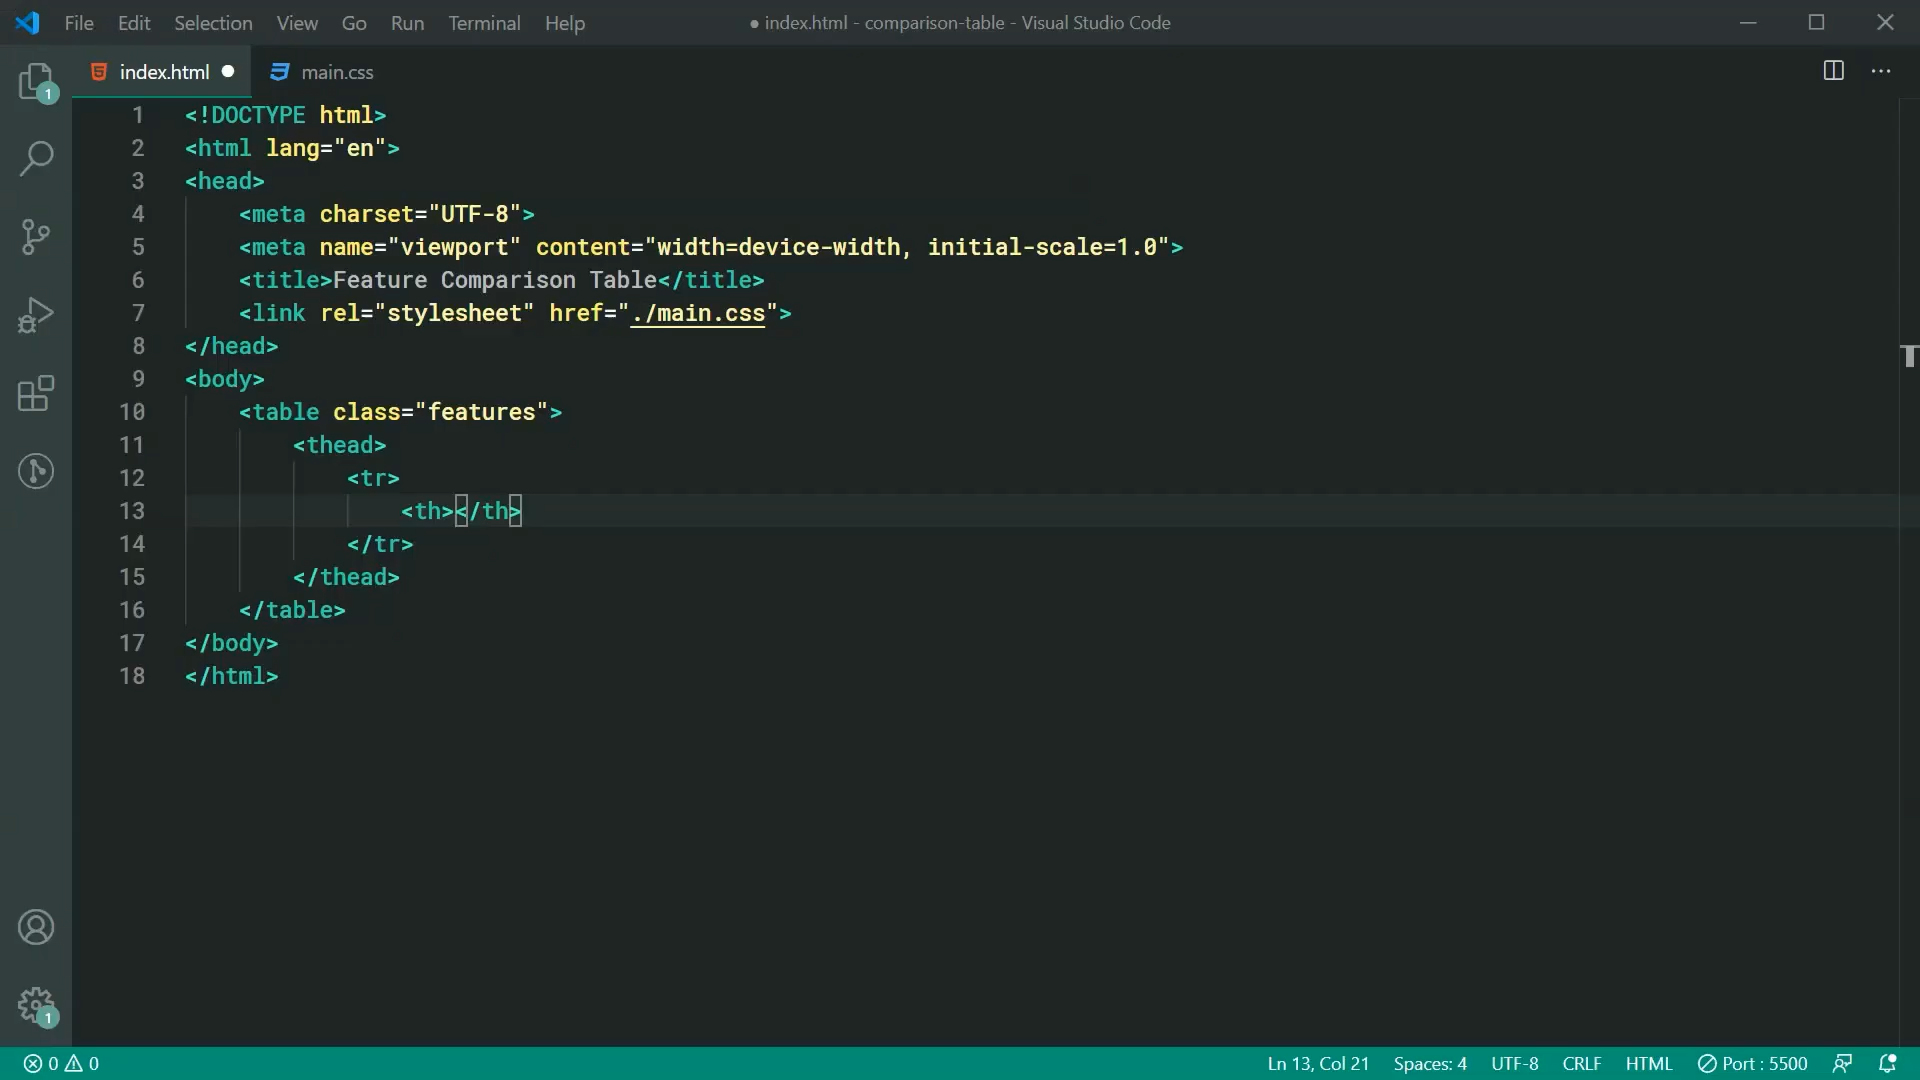 File Edit Selection View Go Run Terminal Help
● index.html - comparison-table - Visual Studio Code
index.html ● main.css
1 <!DOCTYPE html>
2 <html lang="en">
3 <head>
4     <meta charset="UTF-8">
5     <meta name="viewport" content="width=device-width, initial-scale=1.0">
6     <title>Feature Comparison Table</title>
7     <link rel="stylesheet" href="./main.css">
8 </head>
9 <body>
10     <table class="features">
11         <thead>
12             <tr>
13                 <th></th>
14             </tr>
15         </thead>
16     </table>
17 </body>
18 </html>
1
1
0 0 Ln 13, Col 21 Spaces: 4 UTF-8 CRLF HTML Port : 5500